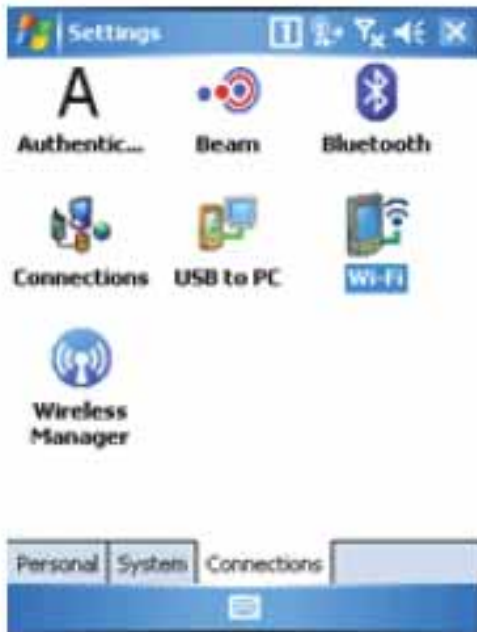 Settings
Authentic...
Beam
Bluetooth
Connections
USB to PC
Wi-Fi
Wireless
Manager
Personal
System
Connections